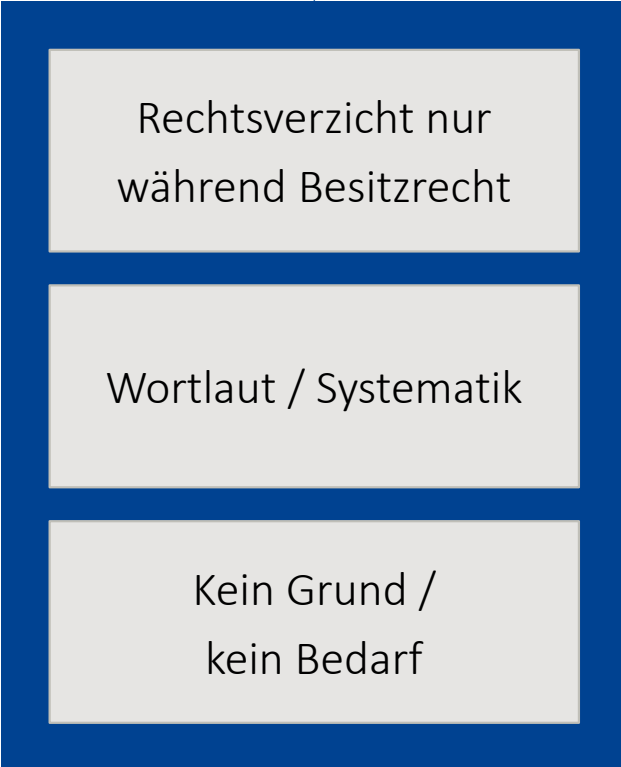 Rechtsverzicht nur
während Besitzrecht
Wortlaut / Systematik
Kein Grund /
kein Bedarf